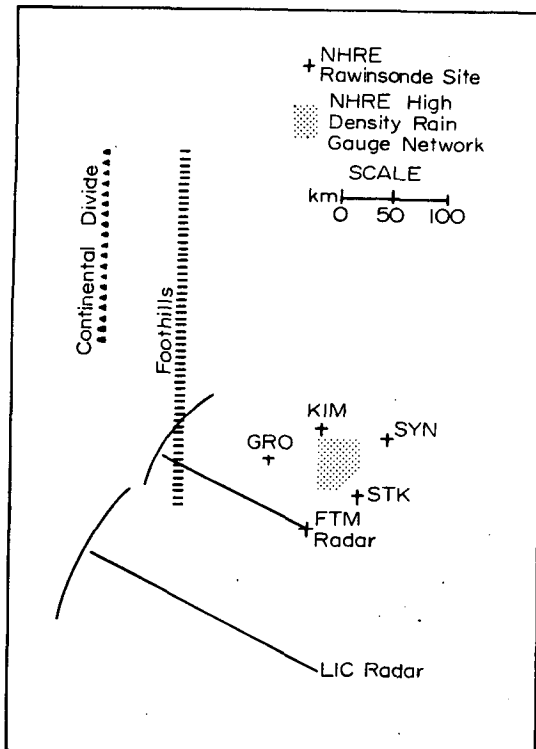 NHRE
Rawinsonde Site
NHRE High
Density Rain
Gauge Network
SCALE
km
0 50 100
Continental Divide
Foothills
KIM
GRO
SYN
STK
FTM
Radar
LIC Radar